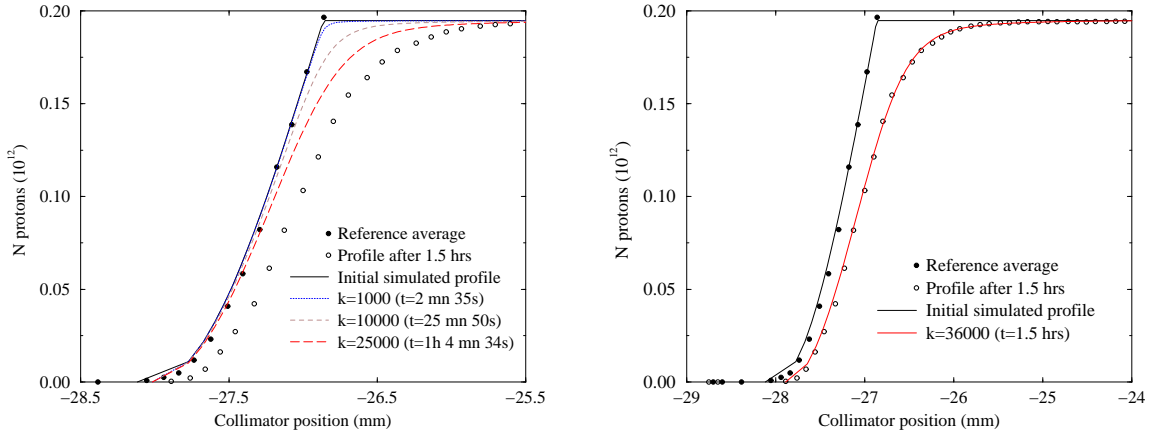 0.20
0.15
0.10
0.05
0.00
N protons (10^12)
−28.5
−27.5
−26.5
−25.5
Collimator position (mm)
Reference average
Profile after 1.5 hrs
Initial simulated profile
k=1000 (t=2 mn 35s)
k=10000 (t=25 mn 50s)
k=25000 (t=1h 4 mn 34s)
0.20
0.15
0.10
0.05
0.00
N protons (10^12)
−29
−28
−27
−26
−25
−24
Collimator position (mm)
Reference average
Profile after 1.5 hrs
Initial simulated profile
k=36000 (t=1.5 hrs)